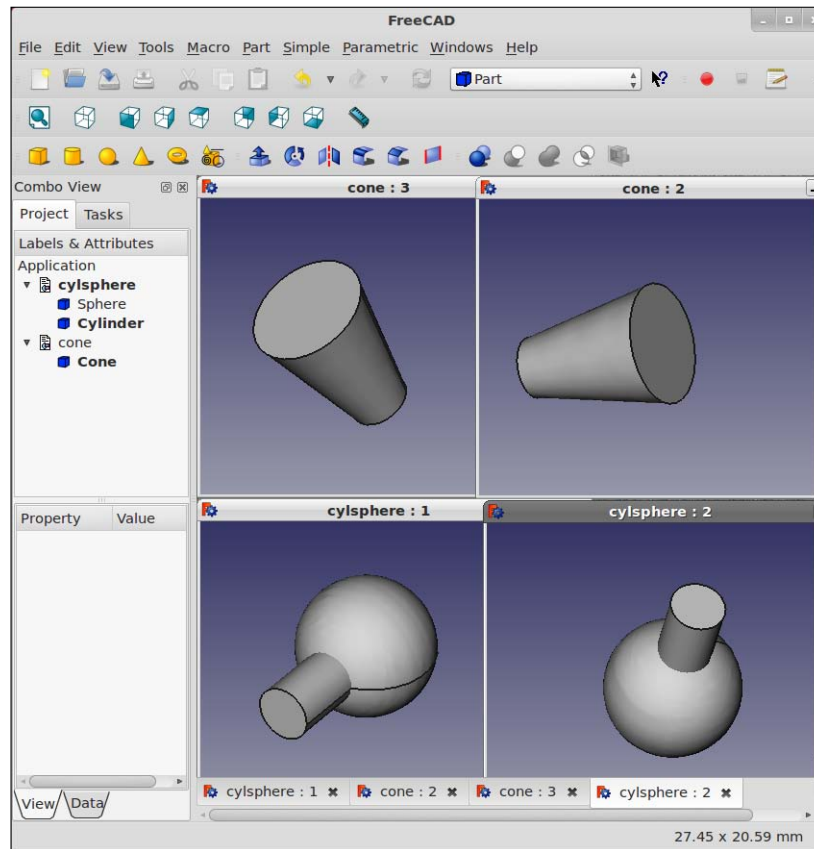 FreeCAD
File Edit View Tools Macro Part Simple Parametric Windows Help
Part
Combo View
Project Tasks
Labels & Attributes
Application
cylsphere
Sphere
Cylinder
cone
Cone
Property Value
View Data
cone : 3
cone : 2
cylsphere : 1
cylsphere : 2
cylsphere : 1 cone : 2 cone : 3 cylsphere : 2
27.45 x 20.59 mm